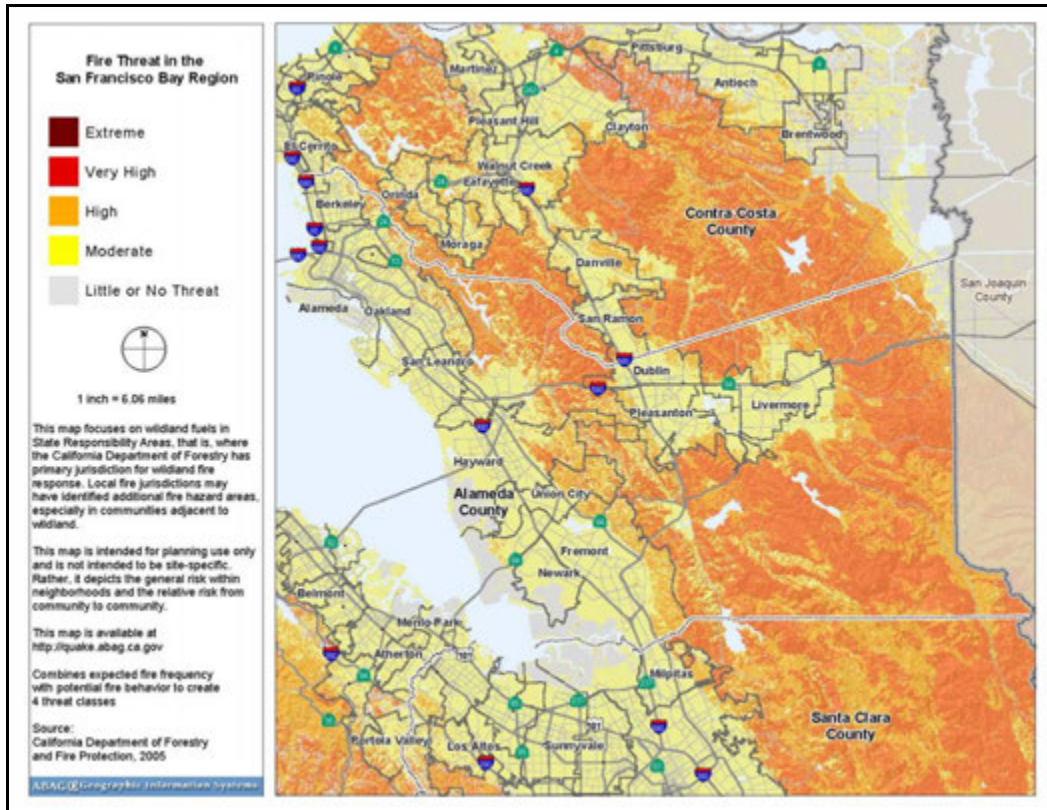 Fire Threat in the
San Francisco Bay Region
Extreme
Very High
High
Moderate
Little or No Threat
N
1 inch = 6.06 miles
This map focuses on wildland fuels in
State Responsibility Areas, that is, where
the California Department of Forestry has
primary jurisdiction for wildland fire
response. Local fire jurisdictions may
have identified additional fire hazard areas,
especially in communities adjacent to
wildland.
This map is intended for planning use only
and is not intended to be site-specific.
Rather, it depicts the general risk within
neighborhoods and the relative risk from
community to community.
This map is available at
http://quake.abag.ca.gov
Combines expected fire frequency
with potential fire behavior to create
4 threat classes
Source:
California Department of Forestry
and Fire Protection, 2005
ABAG Geographic Information Systems
Pittsburg
Martinez
Pinole
Antioch
Pleasant Hill
Clayton
Brentwood
El Cerrito
Walnut Creek
Lafayette
Orinda
Berkeley
Contra Costa
County
Moraga
Danville
San Joaquin
County
Alameda
Oakland
San Ramon
San Leandro
Dublin
Livermore
Pleasanton
Hayward
Alameda
County
Union City
Fremont
Newark
Belmont
Menlo Park
Atherton
101
Milpitas
Santa Clara
County
101
Portola Valley
Los Altos
Sunnyvale